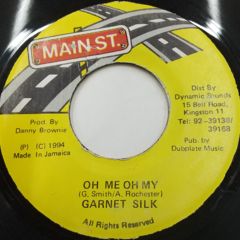 MAIN ST.
Dist By
Dynamic Sounds
15 Bell Road,
Kingston 11
Tel: 92-39138/
39168
Prod. By
Danny Brownie
(P) (C) 1994
Made In Jamaica
Pub by:
Dubplate Music
OH ME OH MY
(G. Smith/A. Rochester)
GARNET SILK
All Rights Reserved